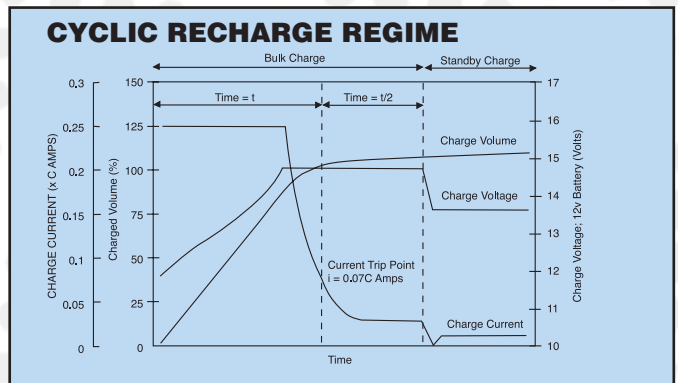 CYCLIC RECHARGE REGIME
Bulk Charge
Standby Charge
0.3
150
17
Time = t
Time = t/2
0.25
125
16
Charge Volume
15
0.2
100
Charge Voltage
14
0.15
75
13
Current Trip Point
i = 0.07C Amps
0.1
50
12
0.05
25
11
Charge Current
0
0
10
Time
CHARGE CURRENT (x C AMPS)
Charged Volume (%)
Charge Voltage; 12v Battery (Volts)